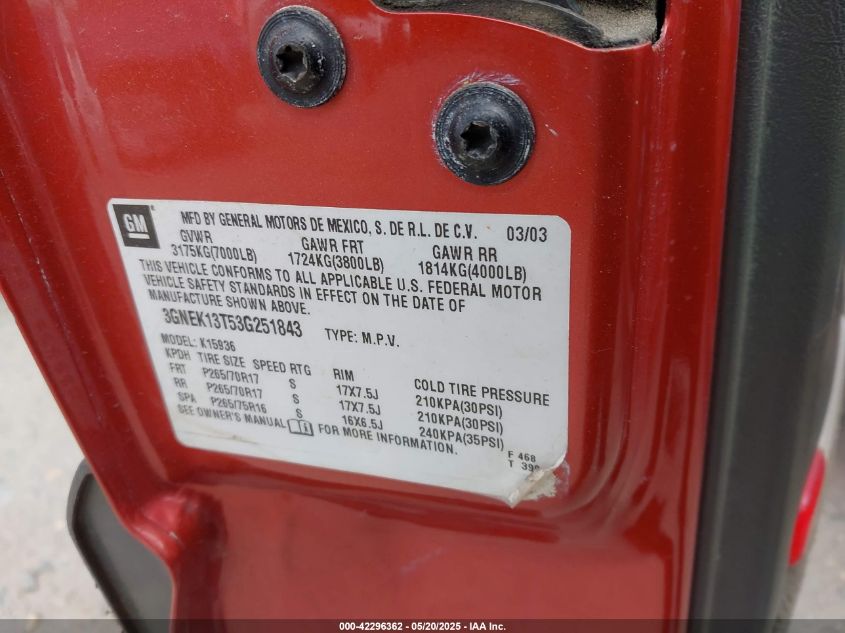 GM
MFD BY GENERAL MOTORS DE MEXICO, S. DE R.L. DE C.V. 03/03
GVWR GAWR FRT GAWR RR
3175KG(7000LB) 1724KG(3800LB) 1814KG(4000LB)
THIS VEHICLE CONFORMS TO ALL APPLICABLE U.S. FEDERAL MOTOR
VEHICLE SAFETY STANDARDS IN EFFECT ON THE DATE OF
MANUFACTURE SHOWN ABOVE.
3GNEK13T53G251843 TYPE: M.P.V.
MODEL: K15936
KPDH TIRE SIZE SPEED RTG RIM COLD TIRE PRESSURE
FRT P265/70R17 S 17X7.5J 210KPA(30PSI)
RR P265/70R17 S 17X7.5J 210KPA(30PSI)
SPA P265/75R16 S 16X6.5J 240KPA(35PSI)
SEE OWNER'S MANUAL FOR MORE INFORMATION.
F 468
T
000-42296362 — 05/20/2025 — IAA Inc.